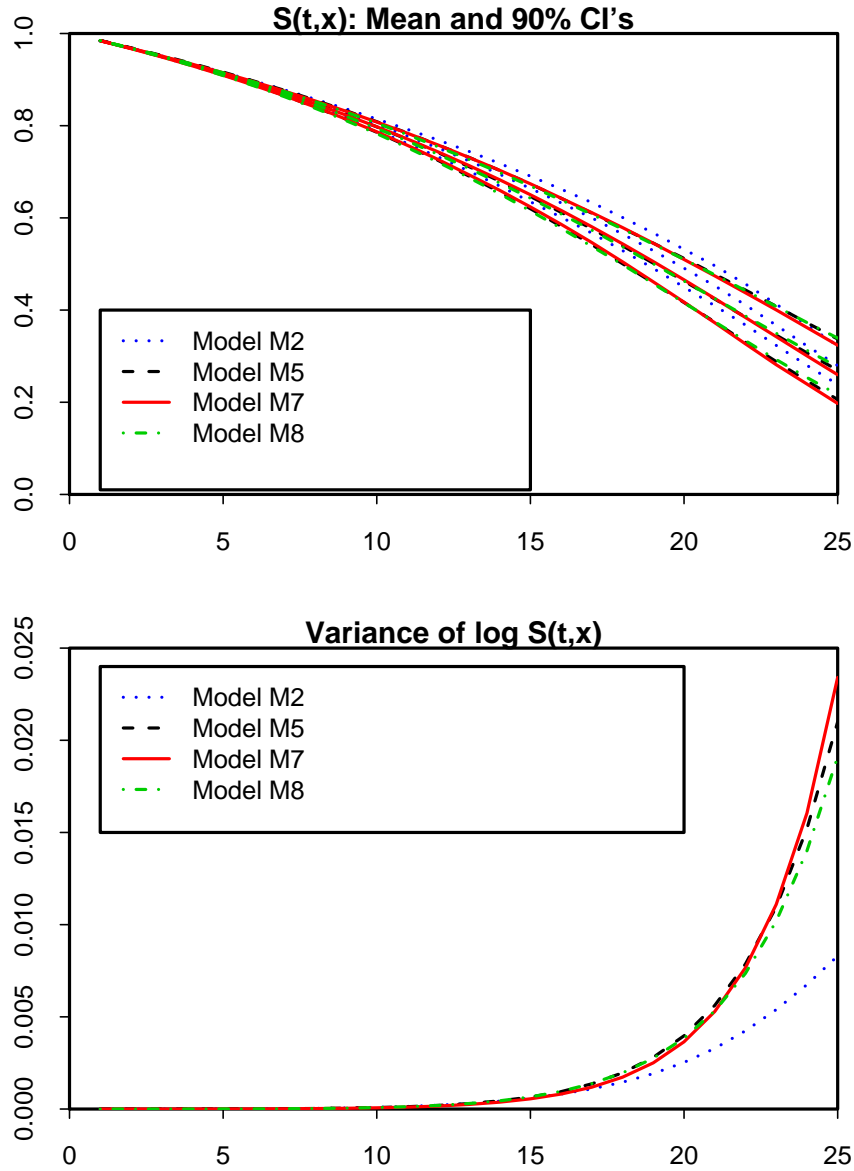 S(t,x): Mean and 90% CI's
1.0
0.8
0.6
0.4
0.2
0.0
Model M2
Model M5
Model M7
Model M8
0 5 10 15 20 25
Variance of log S(t,x)
0.025
0.020
0.015
0.010
0.005
0.000
Model M2
Model M5
Model M7
Model M8
0 5 10 15 20 25